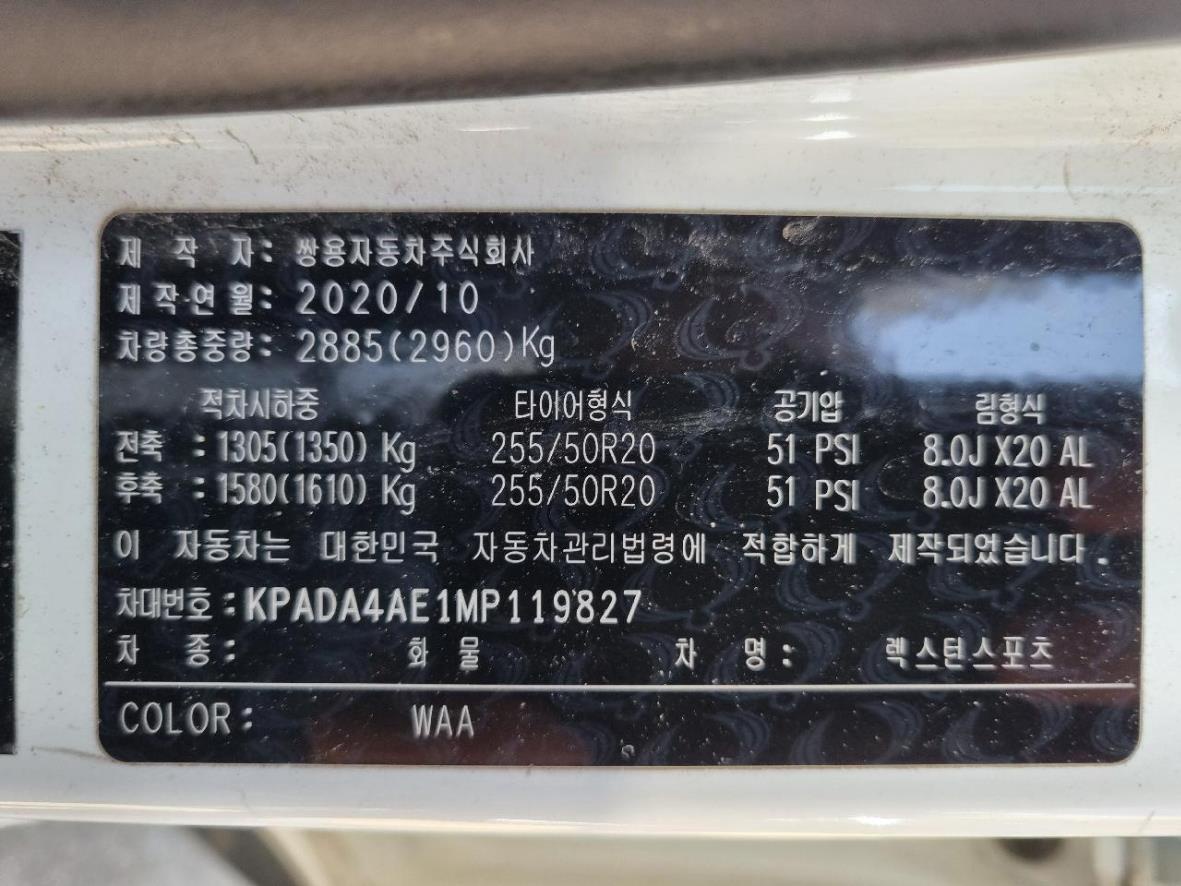 제 작 자: 쌍용자동차주식회사
제작연월: 2020/10
차량총중량: 2885(2960)Kg
적차시하중 타이어형식 공기압 림형식
전축 : 1305(1350) Kg 255/50R20 51 PSI 8.0J X20 AL
후축 : 1580(1610) Kg 255/50R20 51 PSI 8.0J X20 AL
이 자동차는 대한민국 자동차관리법령에 적합하게 제작되었습니다.
차대번호 : KPADA4AE1MP119827
차 종: 화 물 차 명: 렉스턴스포츠
COLOR: WAA